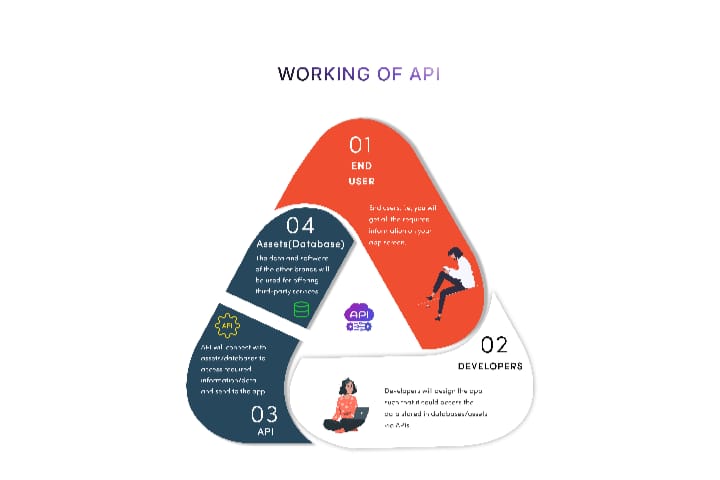 WORKING OF API
01
END
USER
End users, i.e, you will
get all the required
information on your
app screen.
04
Assets(Database)
The data and software
of the other brands will
be used for offering
third-party services
API
API
API will connect with
assets/databases to
access required
information/data
and send to the app
03
API
02
DEVELOPERS
Developers will design the app
such that it could access the
data stored in databases/assets
via APIs.